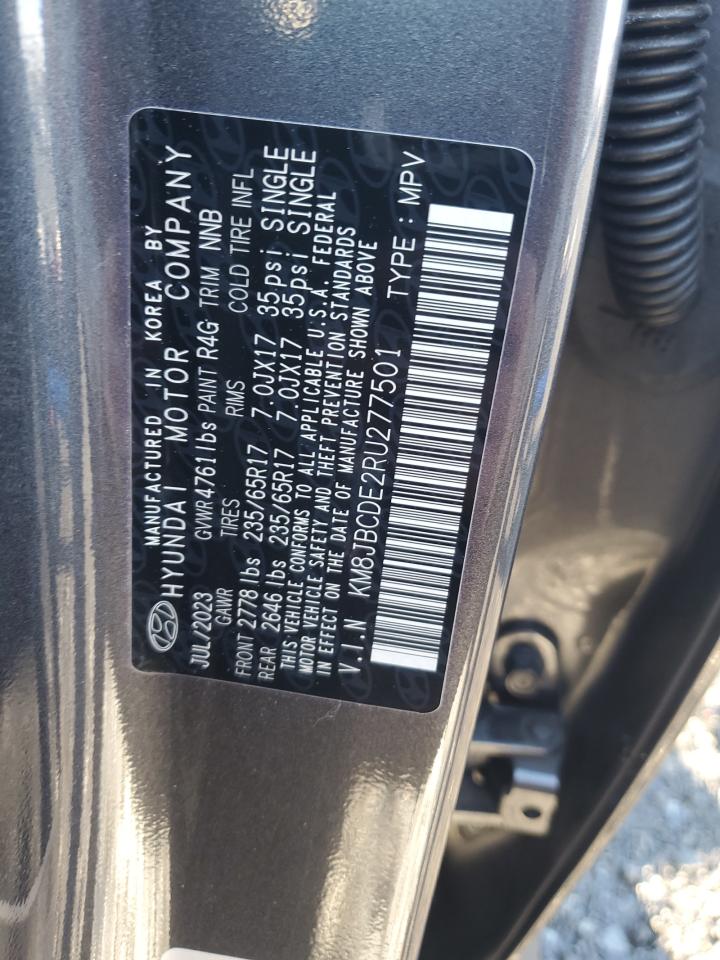 MANUFACTURED IN KOREA BY
HYUNDAI MOTOR COMPANY
JUL/2023 GVWR4761lbs PAINT R4G TRIM NNB
GAWR TIRES RIMS COLD TIRE INFL
FRONT 2778 lbs 235/65R17 7.0JX17 35psi SINGLE
REAR 2646 lbs 235/65R17 7.0JX17 35psi SINGLE
THIS VEHICLE CONFORMS TO ALL APPLICABLE U.S.A. FEDERAL
MOTOR VEHICLE SAFETY AND THEFT PREVENTION STANDARDS
IN EFFECT ON THE DATE OF MANUFACTURE SHOWN ABOVE
V.I.N KM8JBCDE2RU277501 TYPE : MPV